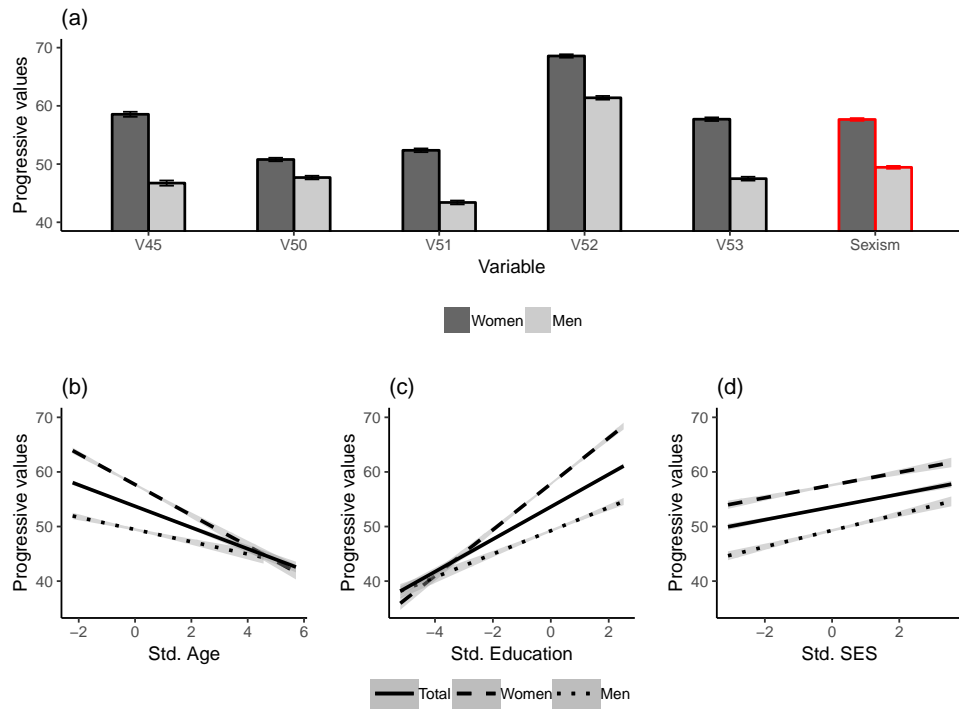 (a)
Progressive values
70
60
50
40
V45 V50 V51 V52 V53 Sexism
Variable
Women Men
(b) (c) (d)
Progressive values
70
60
50
40
−2 0 2 4 6
Std. Age
Progressive values
70
60
50
40
−4 −2 0 2
Std. Education
Progressive values
70
60
50
40
−2 0 2
Std. SES
Total Women Men